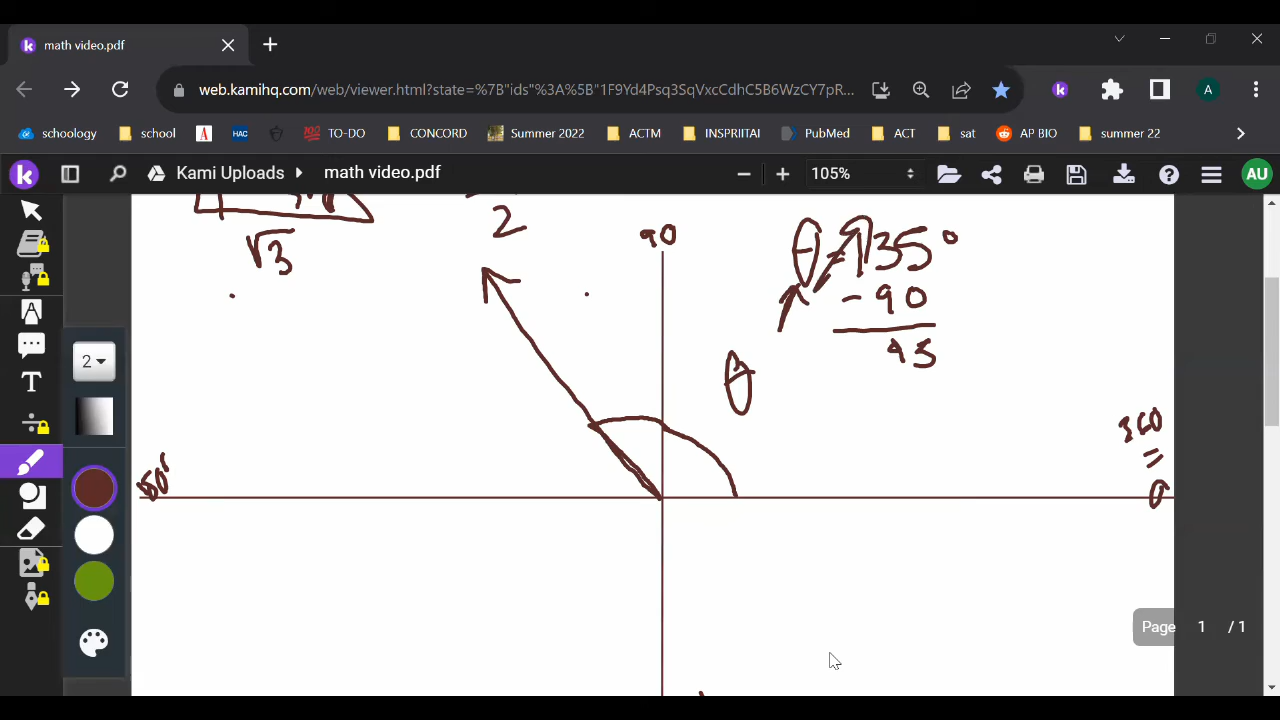 math video.pdf
web.kamihq.com/web/viewer.html?state=%7B"ids"%3A%5B"1F9Yd4Psq3SqVxcCdhC5B6WzCY7pR...
A
schoology
school
A
HAC
100 TO-DO
CONCORD
Summer 2022
ACTM
INSPRIITAI
PubMed
ACT
sat
AP BIO
summer 22
Kami Uploads
math video.pdf
105%
AU
√3
2
90
θ = 135°
- 90
45
θ
360
=
0
2
T
Page 1 / 1